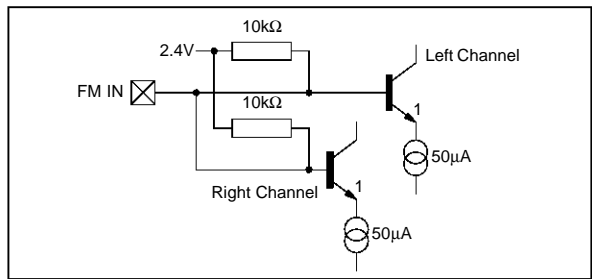 10kΩ
2.4V
Left Channel
FM IN
10kΩ
1
50μA
Right Channel
1
50μA